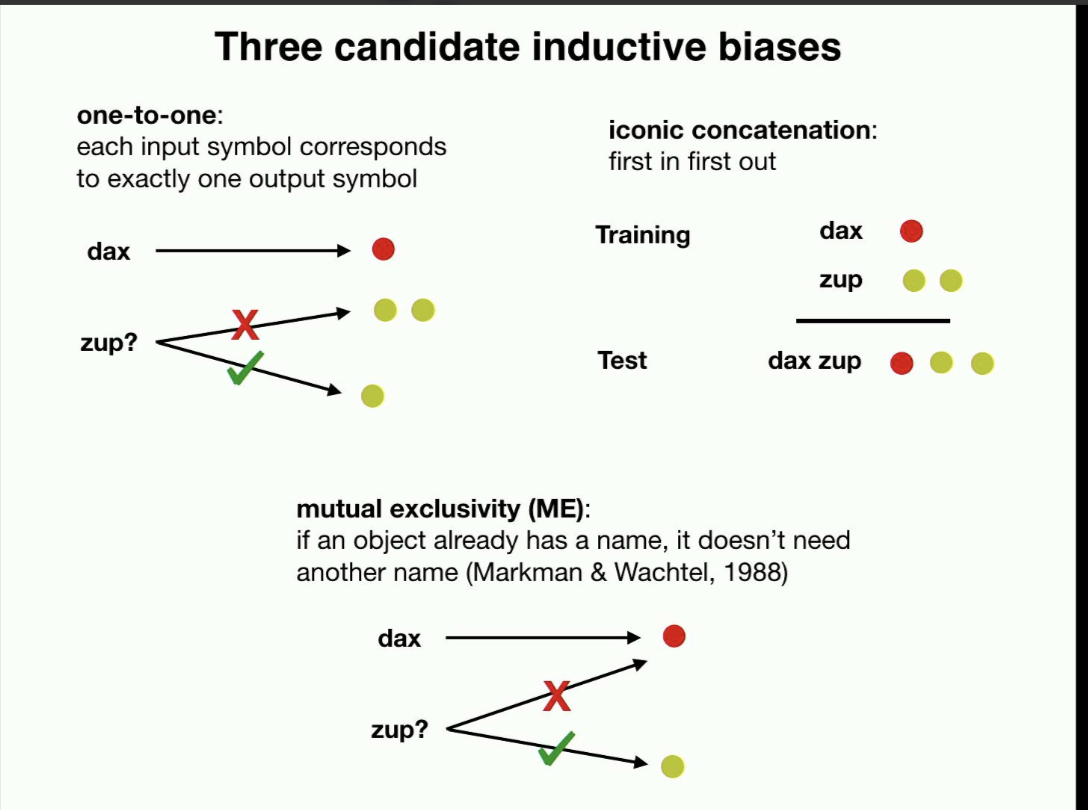 Three candidate inductive biases
one-to-one:
each input symbol corresponds
to exactly one output symbol
dax
zup?
X
iconic concatenation:
first in first out
Training
dax
zup
Test
dax zup
mutual exclusivity (ME):
if an object already has a name, it doesn’t need
another name (Markman & Wachtel, 1988)
dax
X
zup?